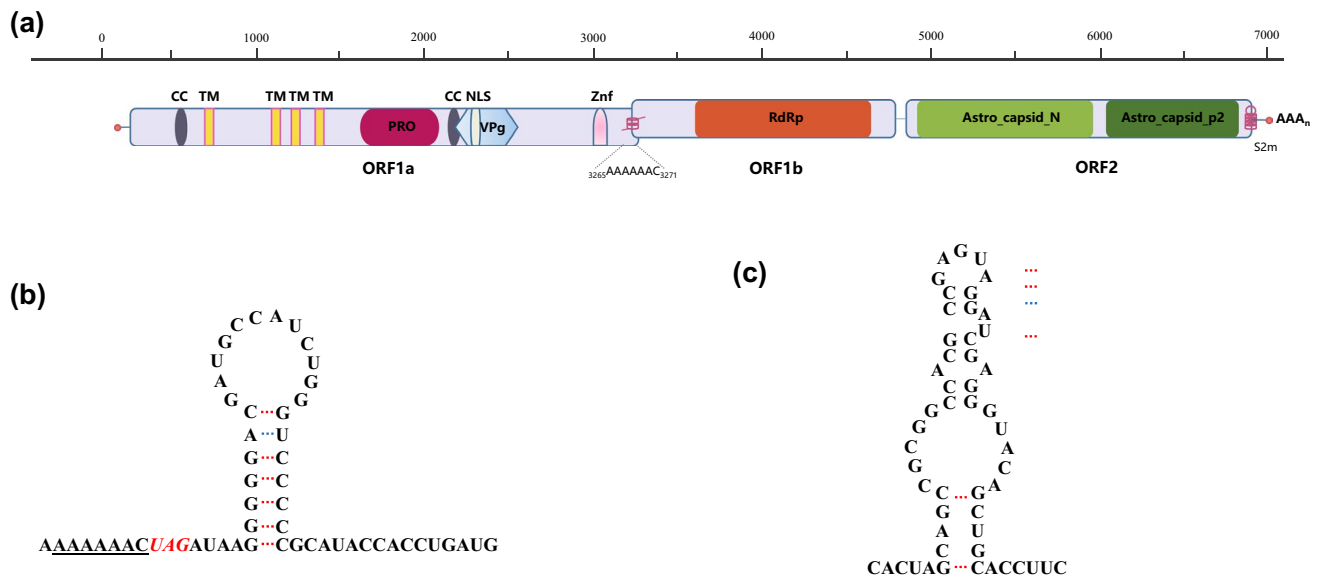 (a)
0 1000 2000 3000 4000 5000 6000 7000
CC TM TM TM TM CC NLS Znf
PRO VPg RdRp Astro_capsid_N Astro_capsid_p2 AAAn
S2m
ORF1a ORF1b ORF2
3265AAAAAAC3271
(b)
(c)
C C A
G U
U C
A U
G G
G
C G
A U
G C
G C
G C
G C
AAAAAAACUAGAUAAG CGCAUACCACCUGAUG
A G U
G A
C G
C G A
U
G C
C G
A A
C G
C G
G G
G U
C A
G C
C A
C G
G C
A U
C G
CACUAG CACCUUC